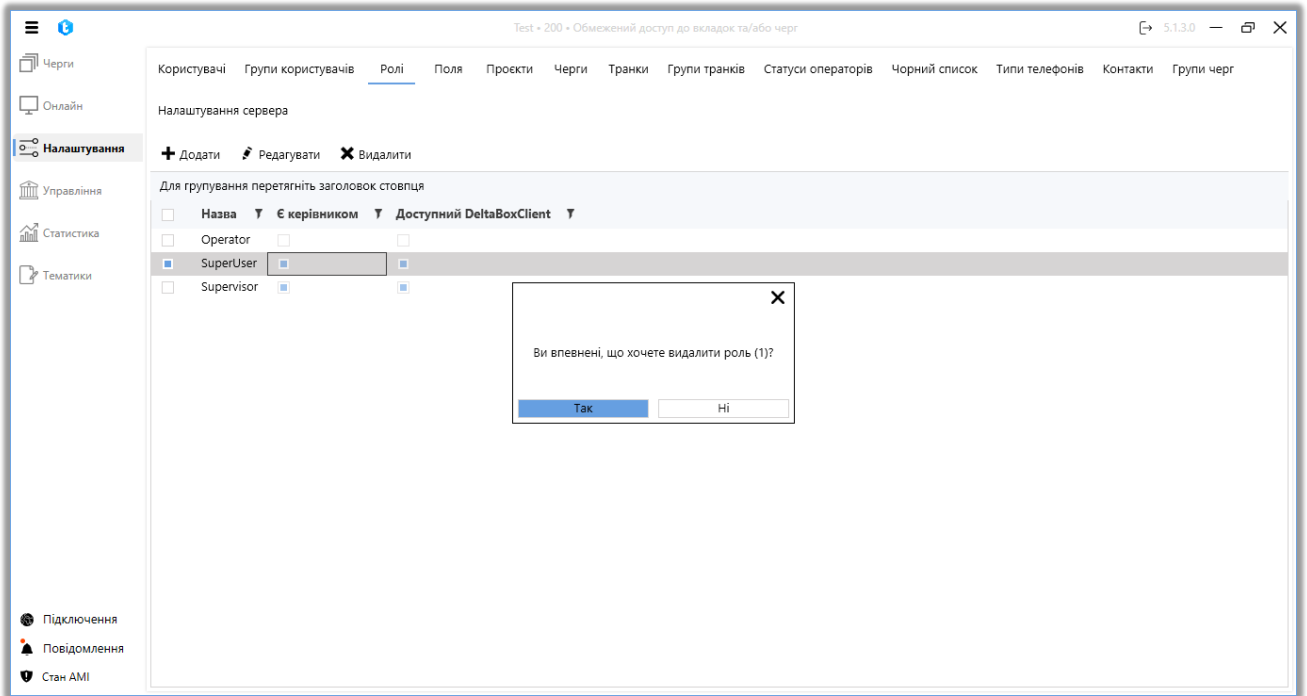 Test • 200 • Обмежений доступ до вкладок та/або черг
5.1.3.0
Черги
Онлайн
Налаштування
Управління
Статистика
Тематики
Користувачі Групи користувачів Ролі Поля Проєкти Черги Транки Групи транків Статуси операторів Чорний список Типи телефонів Контакти Групи черг
Налаштування сервера
Додати Редагувати Видалити
Для групування перетягніть заголовок стовпця
Назва Є керівником Доступний DeltaBoxClient
Operator
SuperUser
Supervisor
Ви впевнені, що хочете видалити роль (1)?
Так Ні
Підключення
Повідомлення
Стан AMI